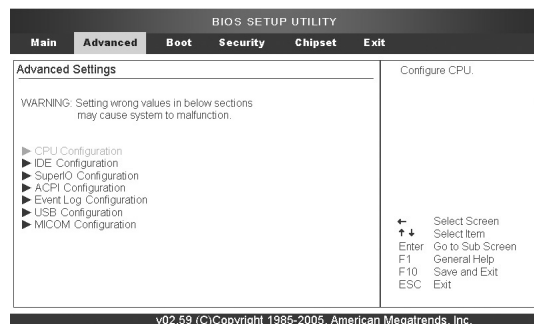 BIOS SETUP UTILITY
Main Advanced Boot Security Chipset Exit
Advanced Settings
WARNING: Setting wrong values in below sections
may cause system to malfunction.
▶ CPU Configuration
▶ IDE Configuration
▶ SuperIO Configuration
▶ ACPI Configuration
▶ Event Log Configuration
▶ USB Configuration
▶ MICOM Configuration
Configure CPU.
← Select Screen
↑↓ Select Item
Enter Go to Sub Screen
F1 General Help
F10 Save and Exit
ESC Exit
v02.59 (C)Copyright 1985-2005, American Megatrends, Inc.